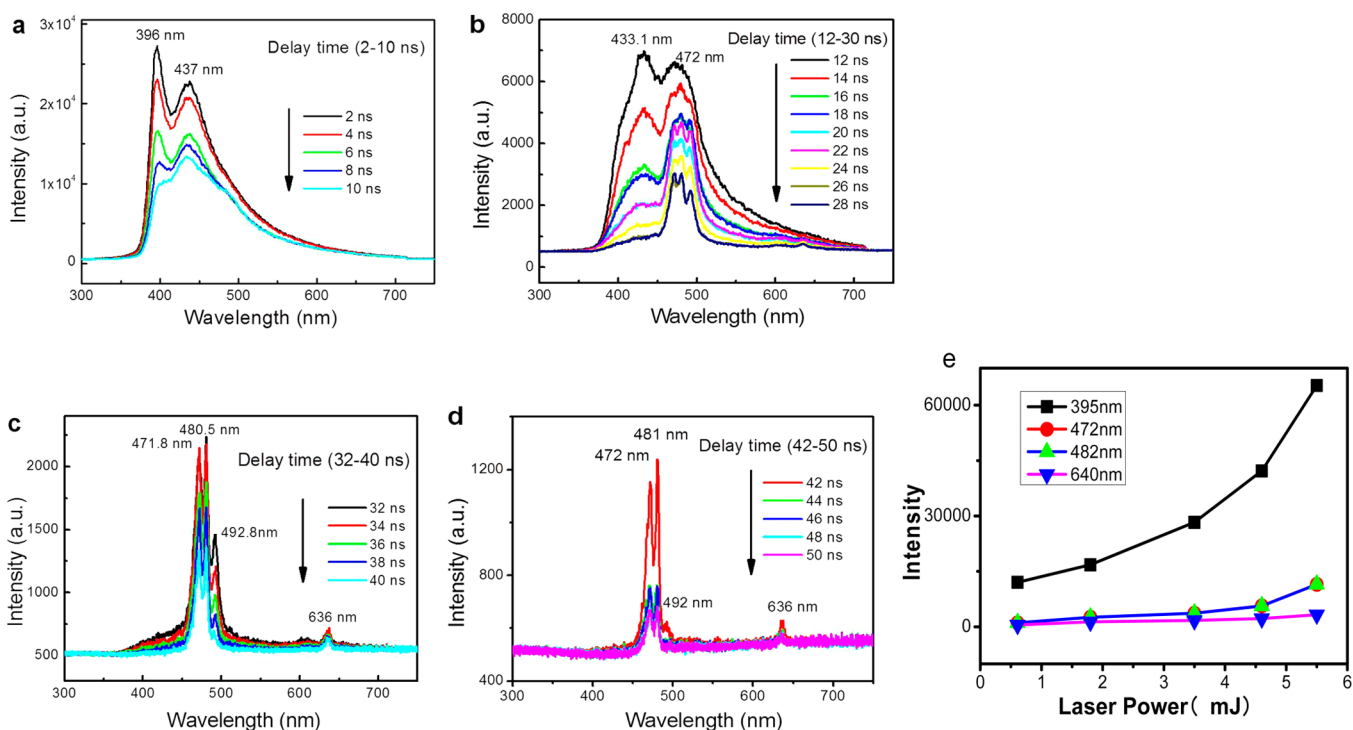 a
3x10⁴
2x10⁴
1x10⁴
0
Intensity (a.u.)
396 nm
437 nm
Delay time (2-10 ns)
2 ns
4 ns
6 ns
8 ns
10 ns
300 400 500 600 700
Wavelength (nm)
b
8000
6000
4000
2000
0
Intensity (a.u.)
433.1 nm
472 nm
Delay time (12-30 ns)
12 ns
14 ns
16 ns
18 ns
20 ns
22 ns
24 ns
26 ns
28 ns
300 400 500 600 700
Wavelength (nm)
c
2000
1500
1000
500
Intensity (a.u.)
480.5 nm
471.8 nm
492.8nm
636 nm
Delay time (32-40 ns)
32 ns
34 ns
36 ns
38 ns
40 ns
300 400 500 600 700
Wavelength (nm)
d
1200
800
400
Intensity (a.u.)
481 nm
472 nm
492 nm
636 nm
Delay time (42-50 ns)
42 ns
44 ns
46 ns
48 ns
50 ns
300 400 500 600 700
Wavelength (nm)
e
60000
30000
0
Intensity
395nm
472nm
482nm
640nm
0 1 2 3 4 5 6
Laser Power( mJ)